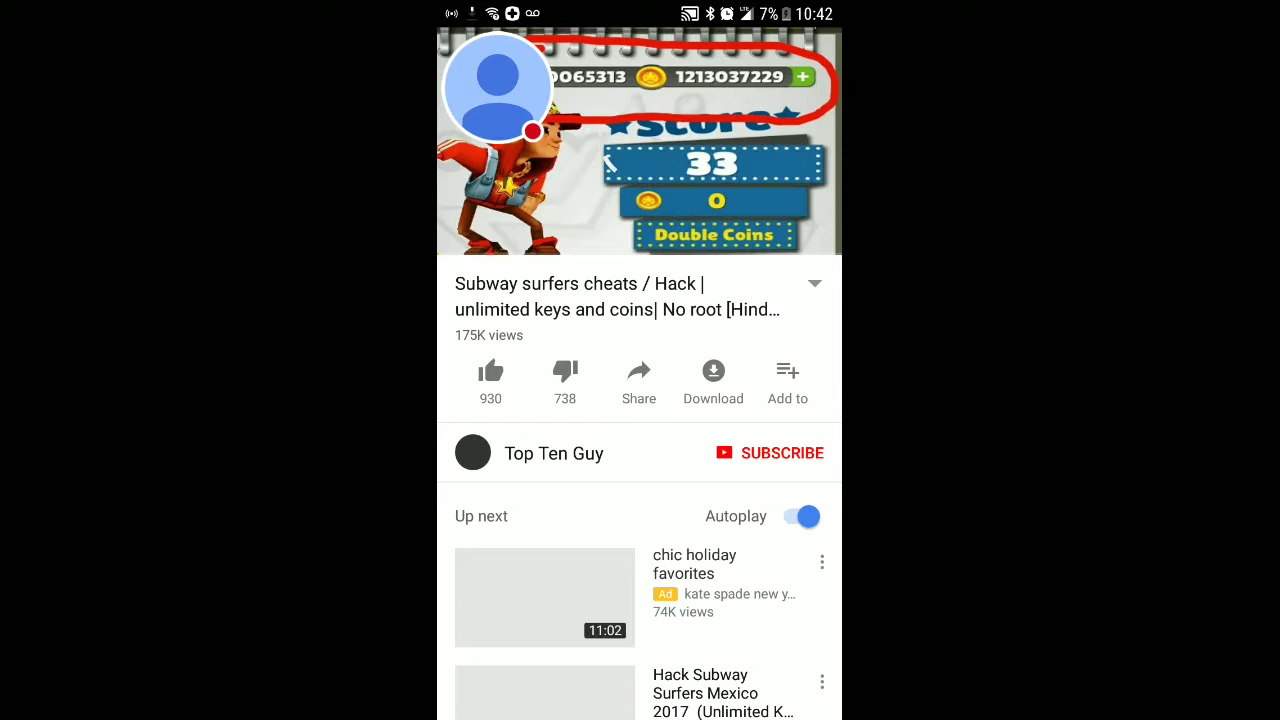 LTE 7% 10:42
0065313 1213037229 +
Score
33
0
Double Coins
Subway surfers cheats / Hack |
unlimited keys and coins| No root [Hind...
175K views
930 738 Share Download Add to
Top Ten Guy SUBSCRIBE
Up next Autoplay
chic holiday
favorites
Ad kate spade new y...
74K views
11:02
Hack Subway
Surfers Mexico
2017 (Unlimited K...